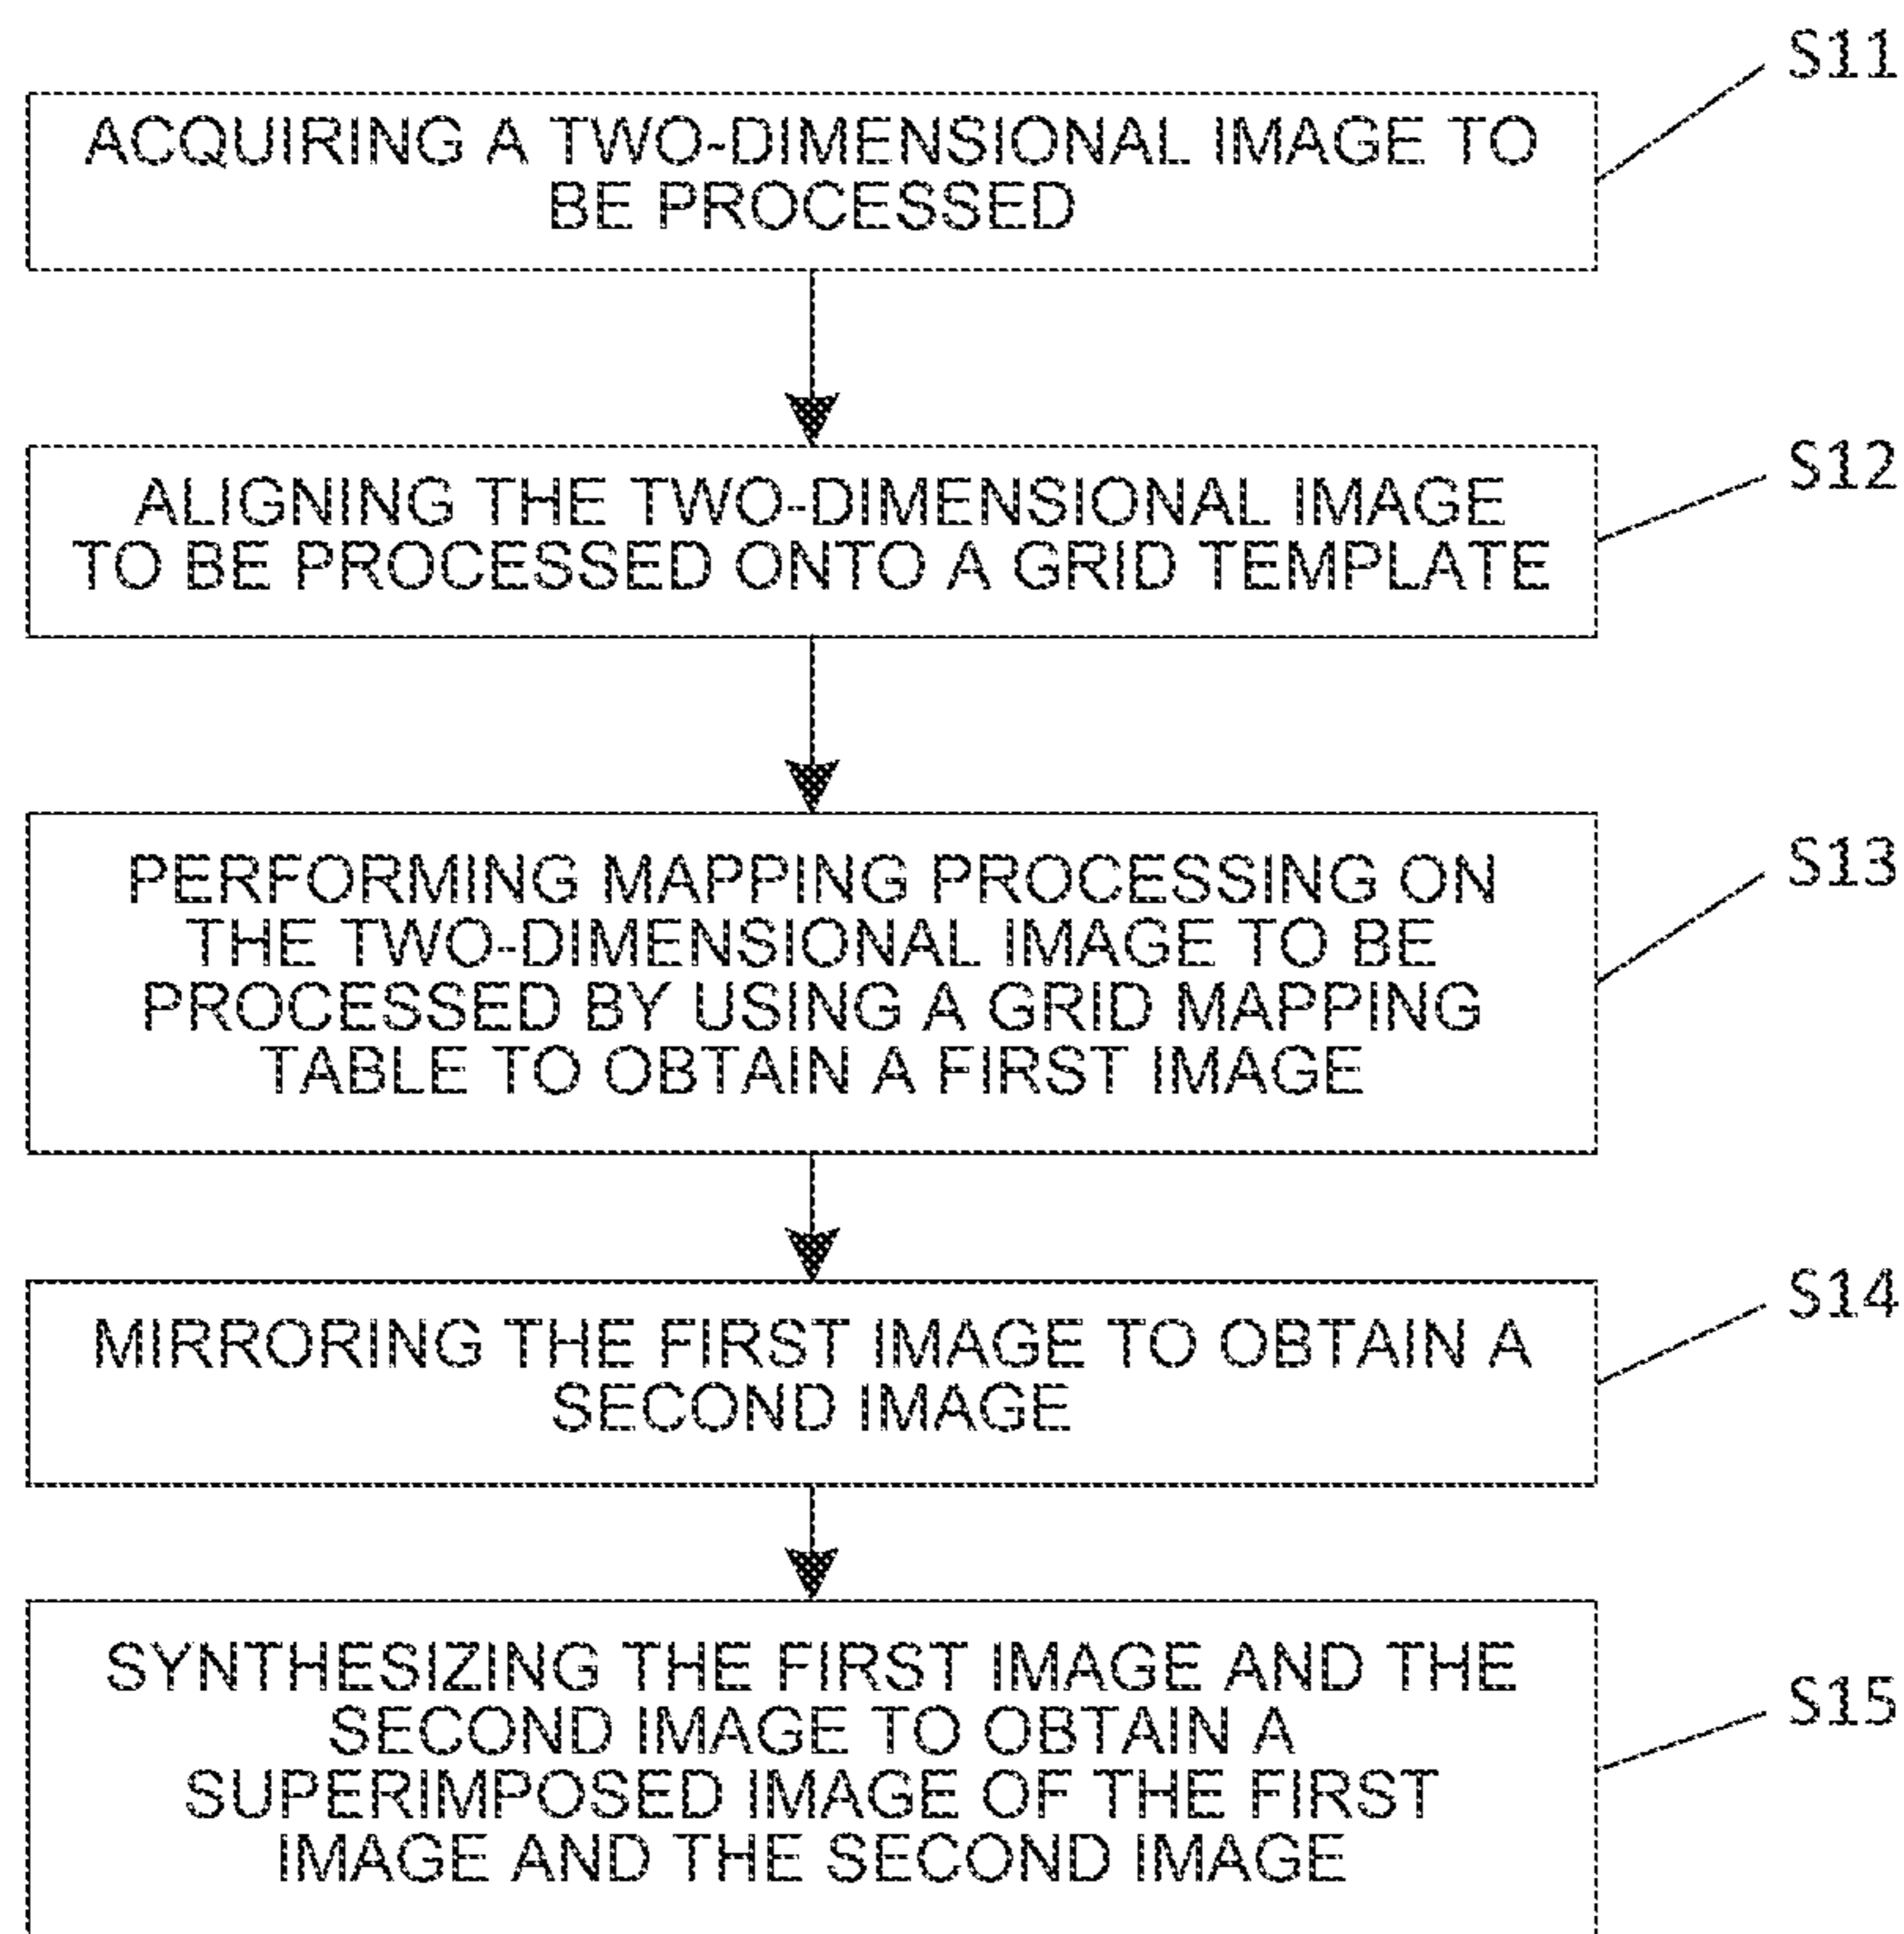 S11
ACQUIRING A TWO-DIMENSIONAL IMAGE TO
BE PROCESSED
S12
ALIGNING THE TWO-DIMENSIONAL IMAGE
TO BE PROCESSED ONTO A GRID TEMPLATE
S13
PERFORMING MAPPING PROCESSING ON
THE TWO-DIMENSIONAL IMAGE TO BE
PROCESSED BY USING A GRID MAPPING
TABLE TO OBTAIN A FIRST IMAGE
S14
MIRRORING THE FIRST IMAGE TO OBTAIN A
SECOND IMAGE
S15
SYNTHESIZING THE FIRST IMAGE AND THE
SECOND IMAGE TO OBTAIN A
SUPERIMPOSED IMAGE OF THE FIRST
IMAGE AND THE SECOND IMAGE